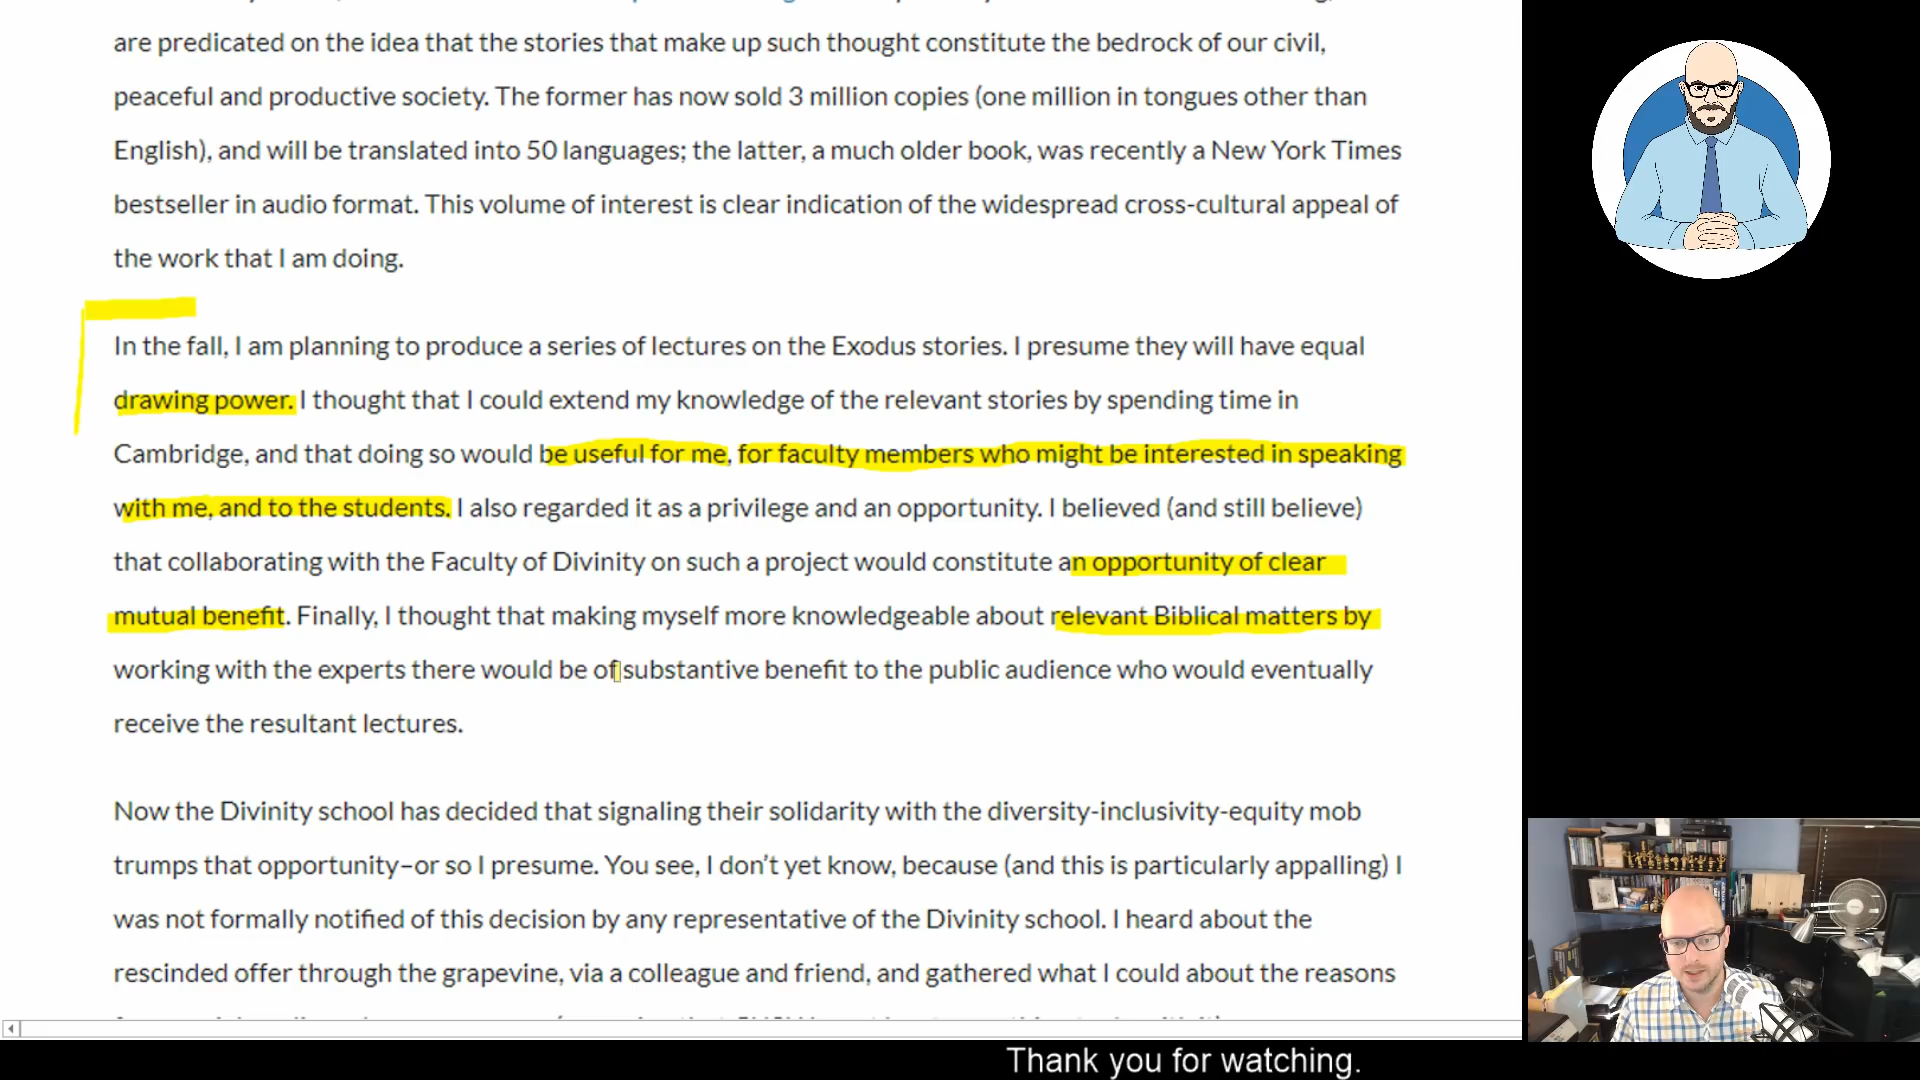 are predicated on the idea that the stories that make up such thought constitute the bedrock of our civil,
peaceful and productive society. The former has now sold 3 million copies (one million in tongues other than
English), and will be translated into 50 languages; the latter, a much older book, was recently a New York Times
bestseller in audio format. This volume of interest is clear indication of the widespread cross-cultural appeal of
the work that I am doing.
In the fall, I am planning to produce a series of lectures on the Exodus stories. I presume they will have equal
drawing power. I thought that I could extend my knowledge of the relevant stories by spending time in
Cambridge, and that doing so would be useful for me, for faculty members who might be interested in speaking
with me, and to the students. I also regarded it as a privilege and an opportunity. I believed (and still believe)
that collaborating with the Faculty of Divinity on such a project would constitute an opportunity of clear
mutual benefit. Finally, I thought that making myself more knowledgeable about relevant Biblical matters by
working with the experts there would be of substantive benefit to the public audience who would eventually
receive the resultant lectures.
Now the Divinity school has decided that signaling their solidarity with the diversity-inclusivity-equity mob
trumps that opportunity–or so I presume. You see, I don’t yet know, because (and this is particularly appalling) I
was not formally notified of this decision by any representative of the Divinity school. I heard about the
rescinded offer through the grapevine, via a colleague and friend, and gathered what I could about the reasons
Thank you for watching.